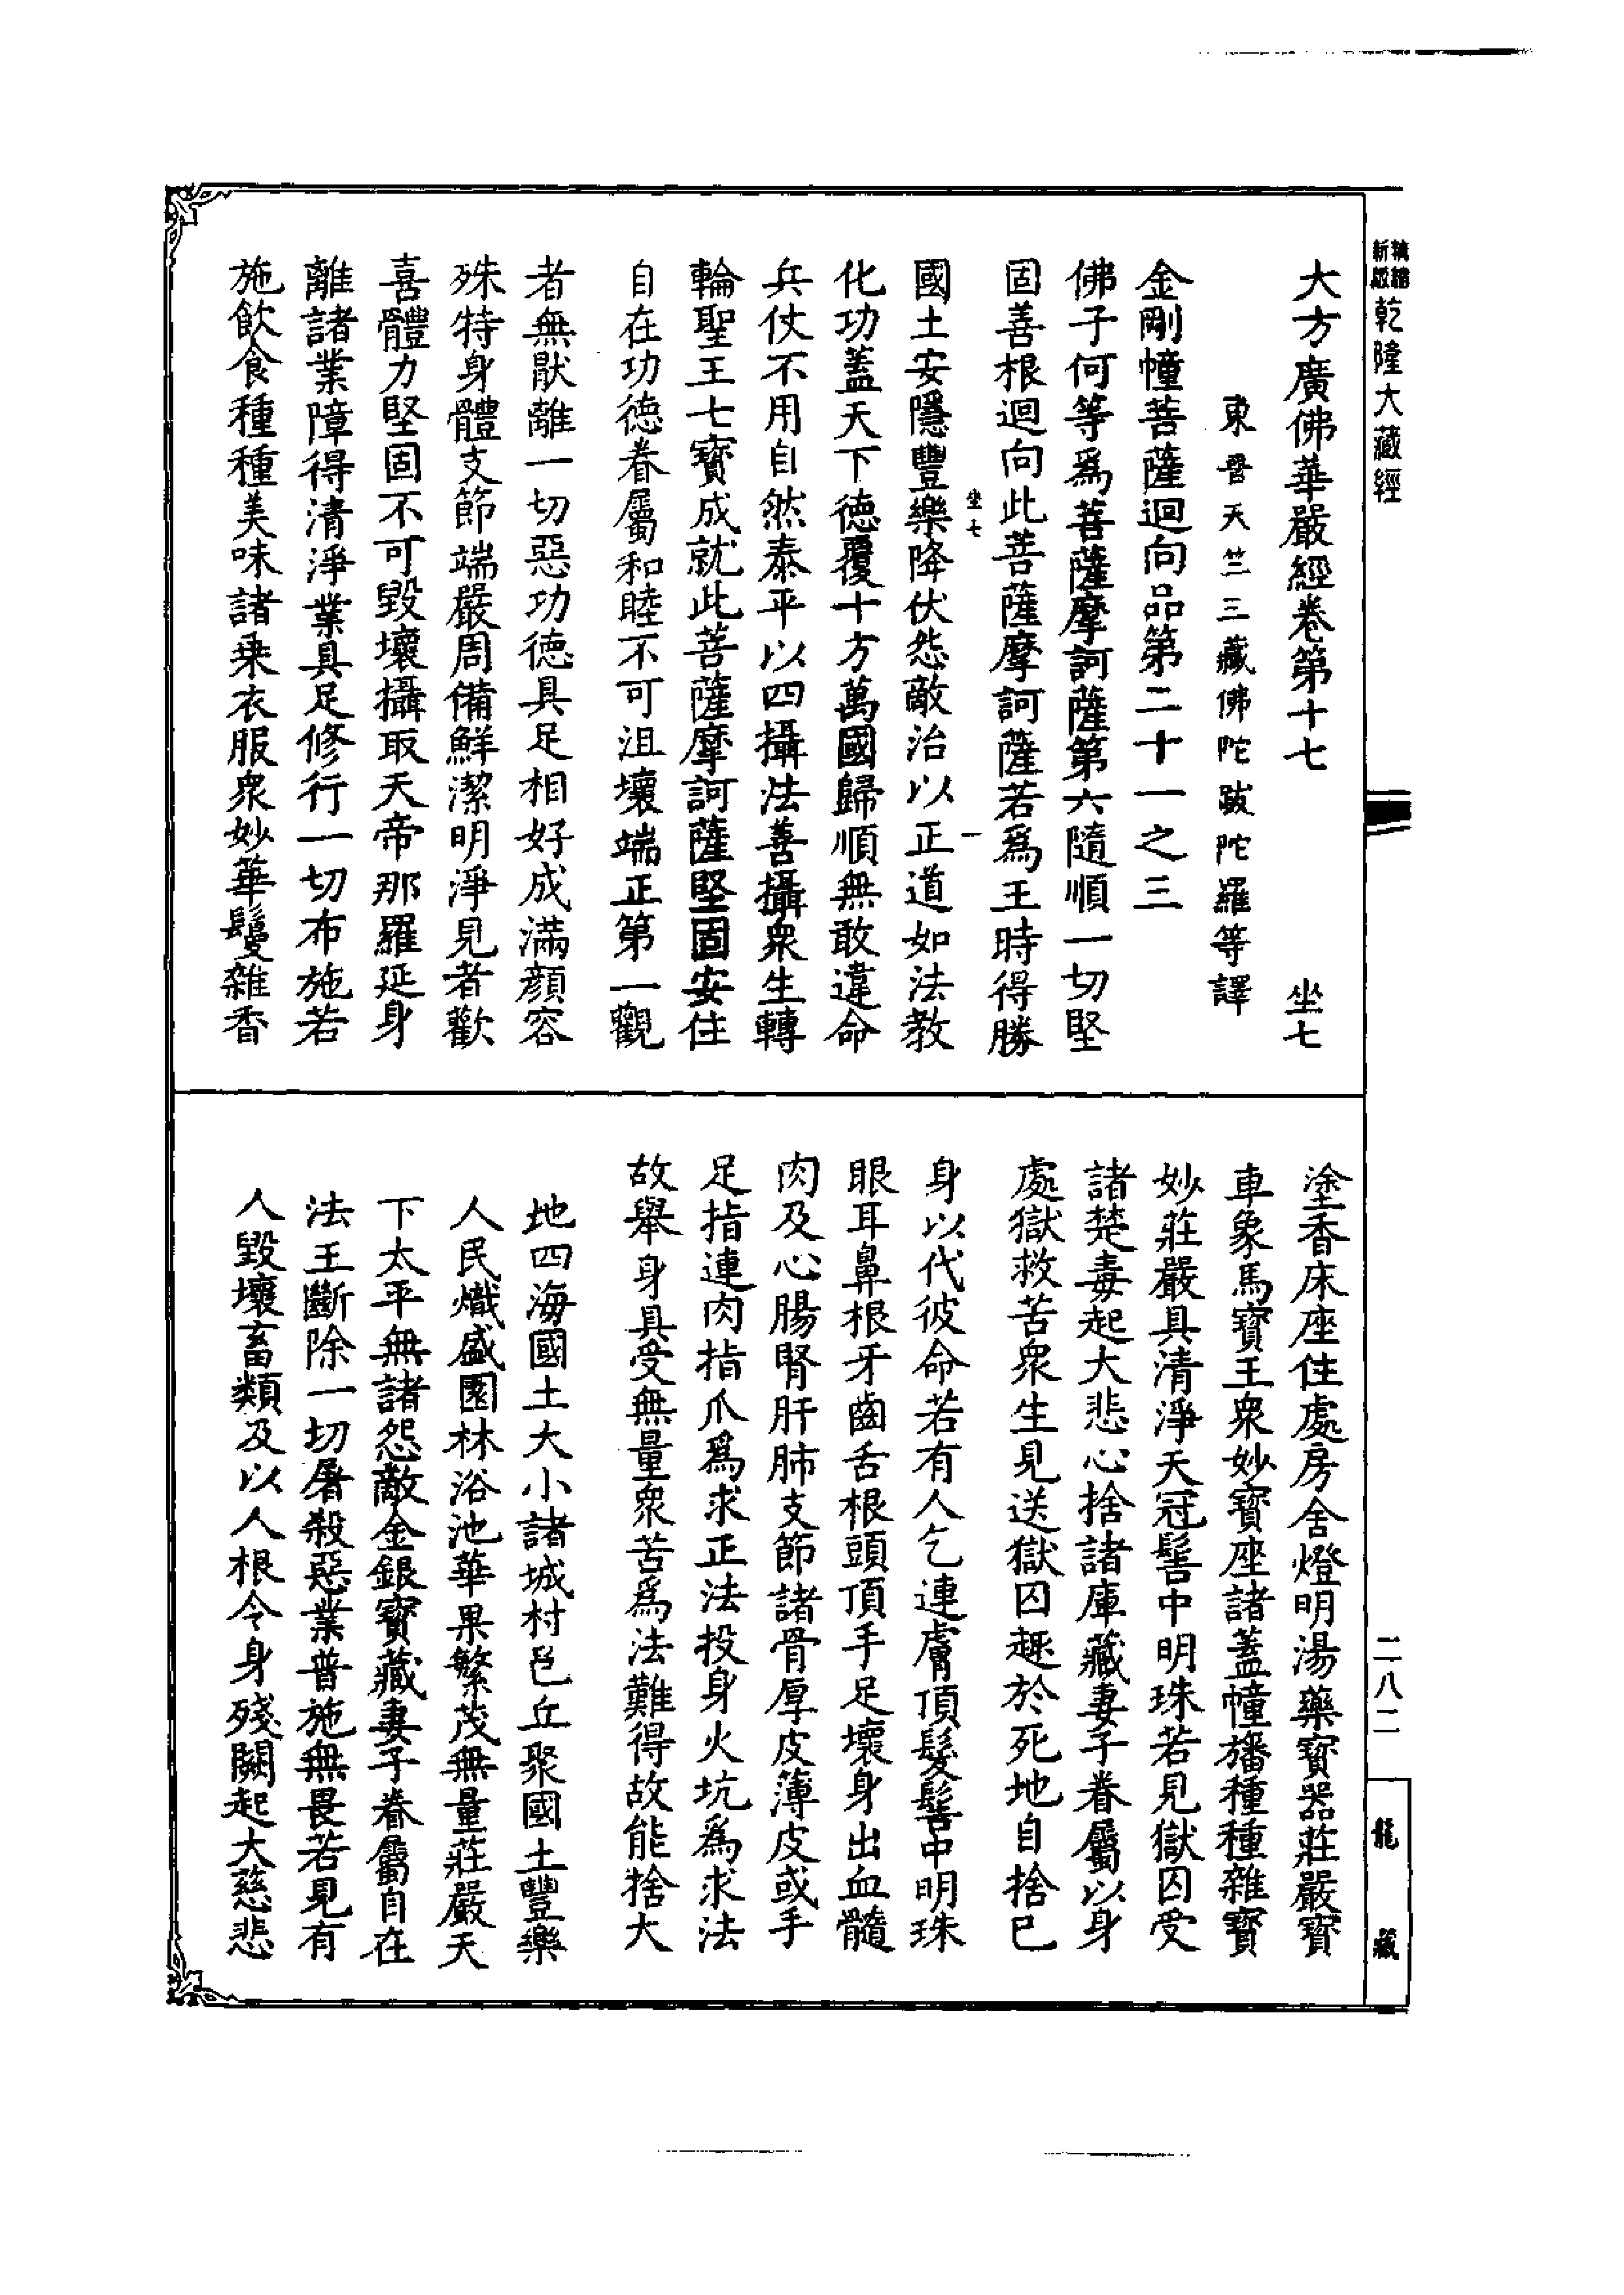 精縮新版乾隆大藏經
大方廣佛華嚴經卷第十七 坐七
東晉天竺三藏佛陀跋陀羅等譯
金剛幢菩薩迴向品第二十一之三
佛子何等爲菩薩摩訶薩第六隨順一切堅
固善根迴向此菩薩摩訶薩若爲王時得勝
坐七 一
國土安隱豐樂降伏怨敵治以正道如法教
化功蓋天下德覆十方萬國歸順無敢違命
兵仗不用自然泰平以四攝法善攝衆生轉
輪聖王七寶成就此菩薩摩訶薩堅固安住
自在功德眷屬和睦不可沮壞端正第一觀
者無猒離一切惡功德具足相好成滿顔容
殊特身體支節端嚴周備鮮潔明淨見者歡
喜體力堅固不可毀壞攝取天帝那羅延身
離諸業障得清淨業具足修行一切布施若
施飲食種種美味諸乘衣服衆妙華鬘雜香
塗香床座住處房舍燈明湯藥寶器莊嚴寶
車象馬寶王衆妙寶座諸蓋幢旛種種雜寶
妙莊嚴具清淨天冠髻中明珠若見獄囚受
諸楚毒起大悲心捨諸庫藏妻子眷屬以身
處獄救苦衆生見送獄囚趣於死地自捨己
身以代彼命若有人乞連膚頂髮髻中明珠
眼耳鼻根牙齒舌根頭頂手足壞身出血髓
肉及心腸腎肝肺支節諸骨厚皮薄皮或手
足指連肉指爪爲求正法投身火坑爲求法
故舉身具受無量衆苦爲法難得故能捨大
地四海國土大小諸城村邑丘聚國土豐樂
人民熾盛園林浴池華果繁茂無量莊嚴天
下太平無諸怨敵金銀寶藏妻子眷屬自在
法王斷除一切屠殺惡業普施無畏若見有
人毀壞畜類及以人根令身殘闕起大慈悲
二八二
龍藏